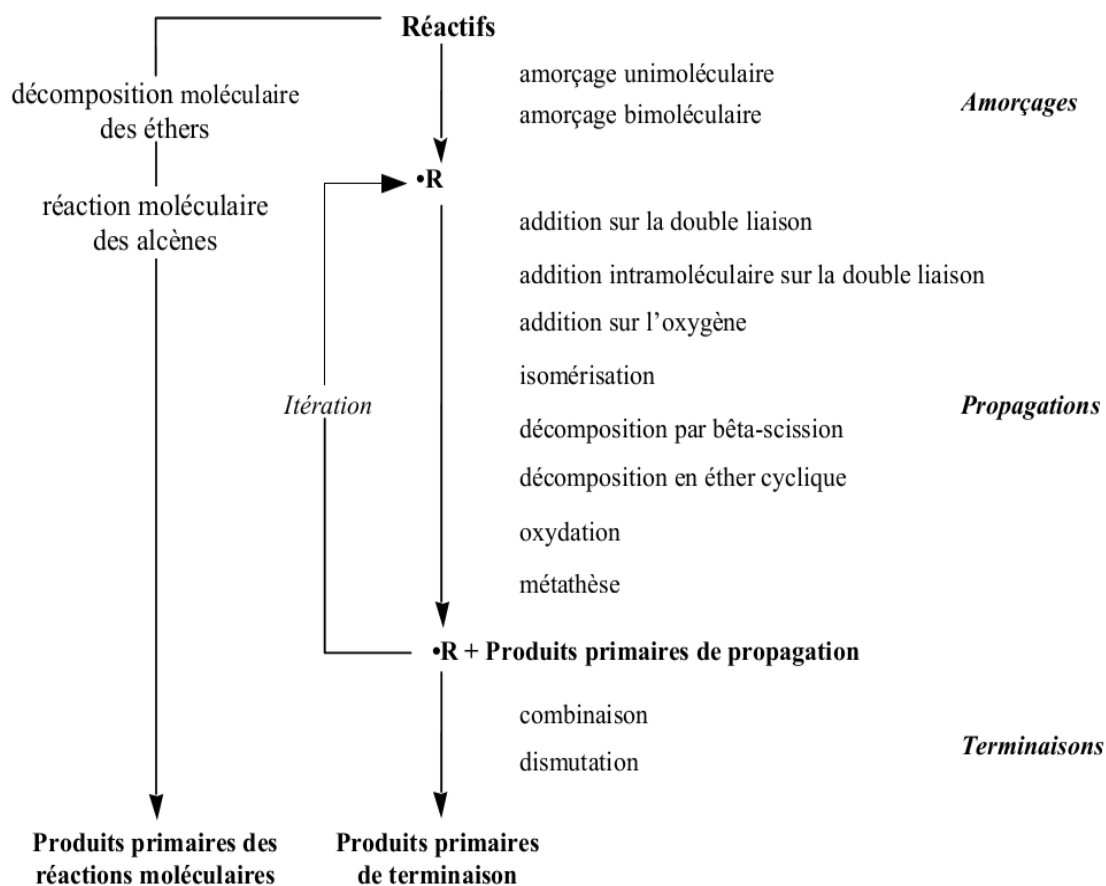 Réactifs
décomposition moléculaire
des éthers
réaction moléculaire
des alcènes
amorçage unimoléculaire
amorçage bimoléculaire
Amorçages
•R
addition sur la double liaison
addition intramoléculaire sur la double liaison
addition sur l’oxygène
isomérisation
Itération
décomposition par bêta-scission
Propagations
décomposition en éther cyclique
oxydation
métathèse
•R + Produits primaires de propagation
combinaison
dismutation
Terminaisons
Produits primaires des
réactions moléculaires
Produits primaires
de terminaison